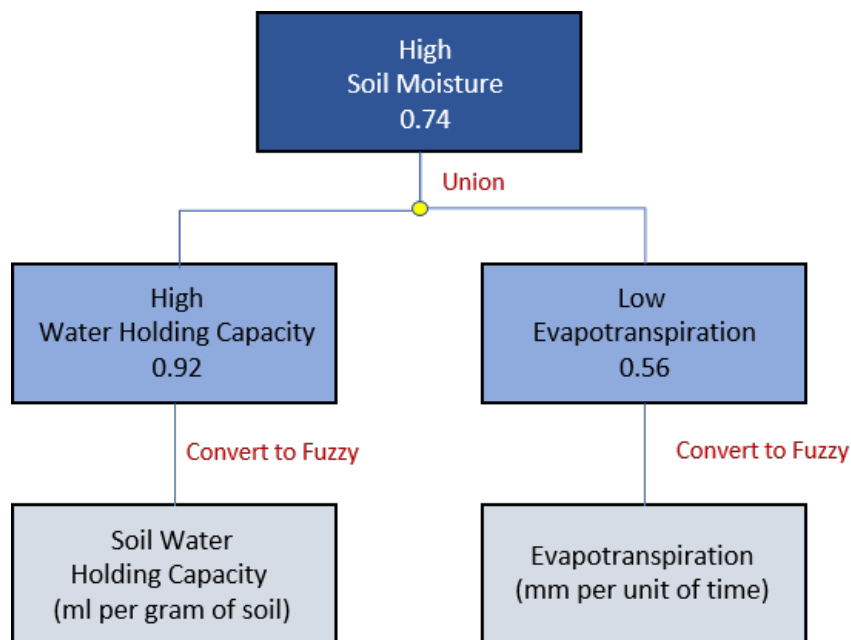 High
Soil Moisture
0.74
Union
High
Water Holding Capacity
0.92
Low
Evapotranspiration
0.56
Convert to Fuzzy
Convert to Fuzzy
Soil Water
Holding Capacity
(ml per gram of soil)
Evapotranspiration
(mm per unit of time)